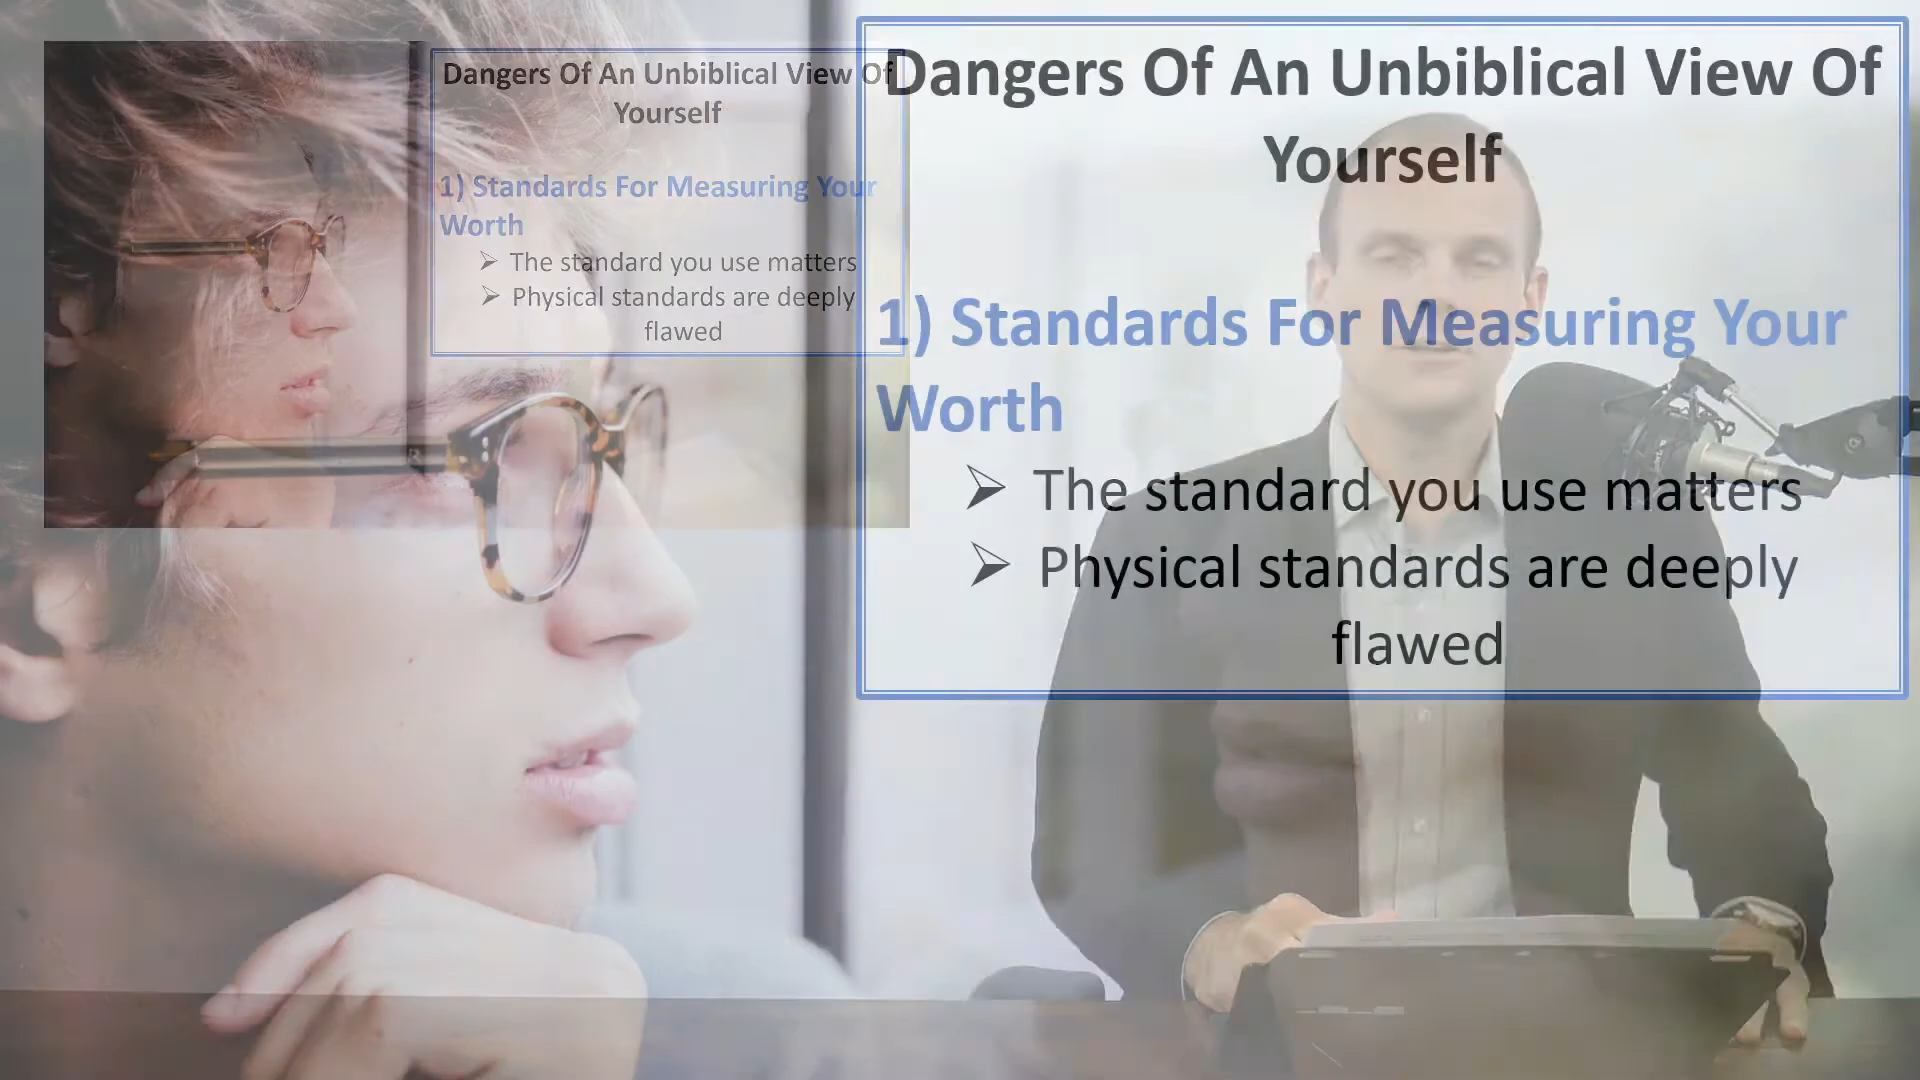 Dangers Of An Unbiblical View Of
Yourself
1) Standards For Measuring Your
Worth
➢ The standard you use matters
➢ Physical standards are deeply
flawed
Dangers Of An Unbiblical View Of
Yourself
1) Standards For Measuring Your
Worth
➢ The standard you use matters
➢ Physical standards are deeply
flawed